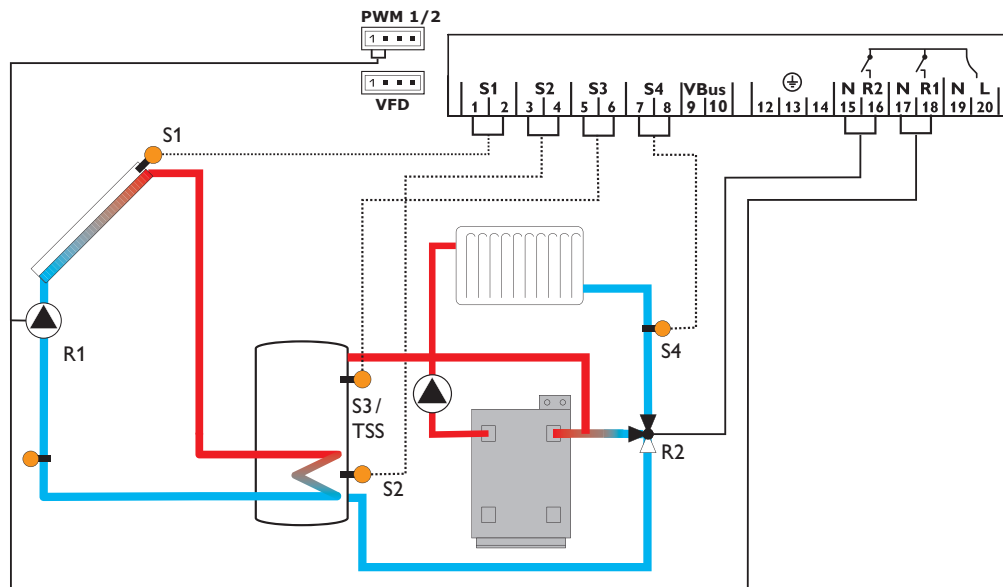 PWM 1/2
1
1
VFD
S1 S2 S3 S4 VBus N R2 N R1 N L
1 2 3 4 5 6 7 8 9 10 12 13 14 15 16 17 18 19 20
S1
R1
S3 /
TSS
S2
S4
R2